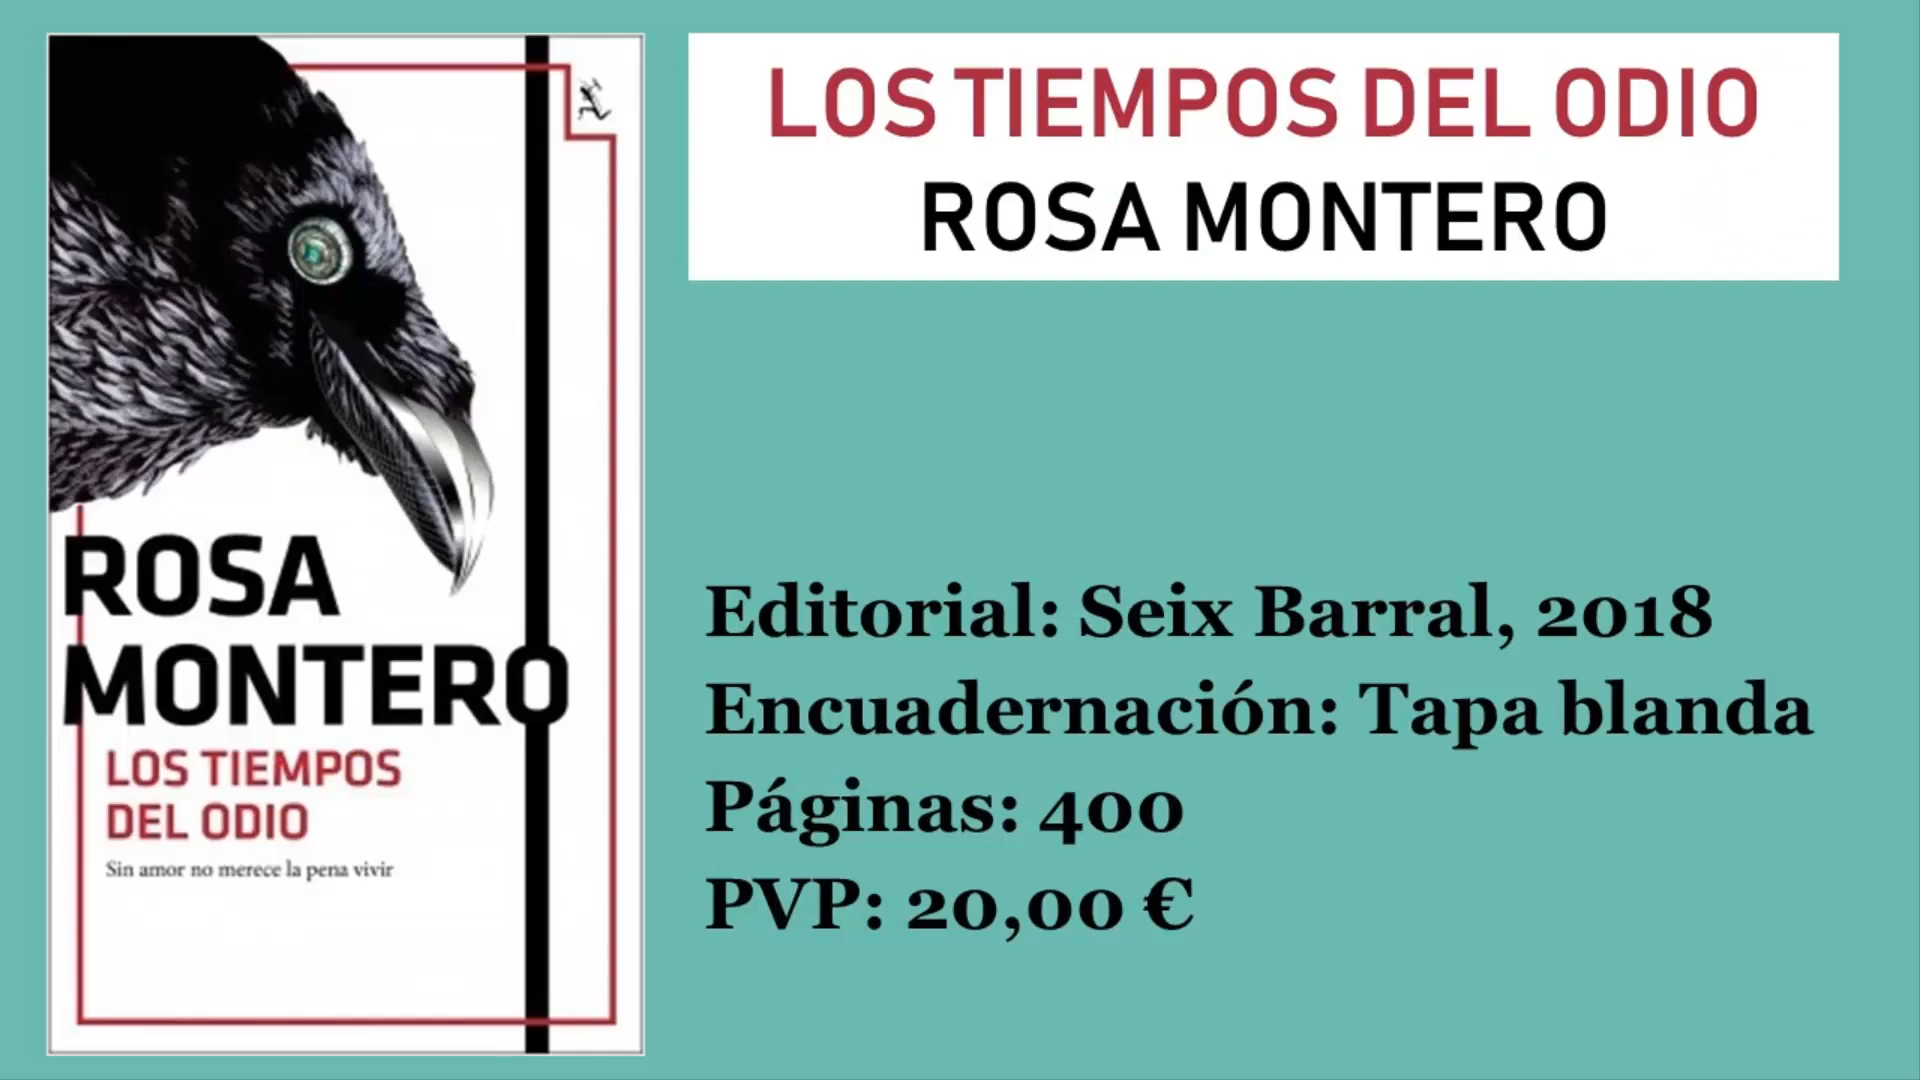 ROSA
MONTERO
LOS TIEMPOS
DEL ODIO
Sin amor no merece la pena vivir
LOS TIEMPOS DEL ODIO
ROSA MONTERO
Editorial: Seix Barral, 2018
Encuadernación: Tapa blanda
Páginas: 400
PVP: 20,00 €